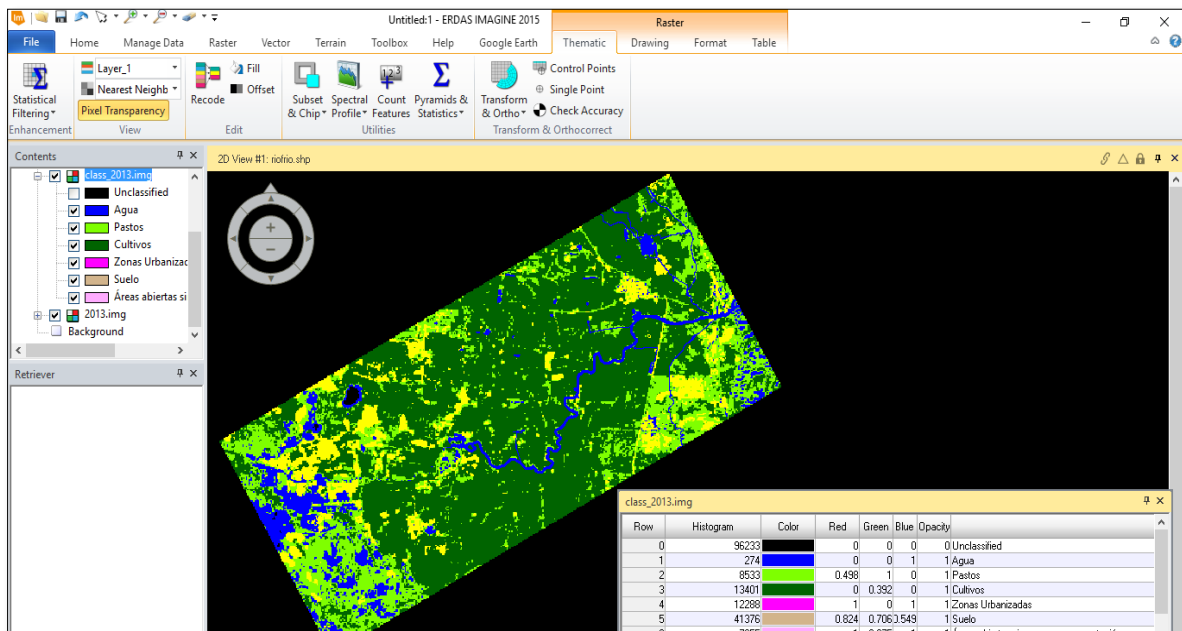 Untitled:1 - ERDAS IMAGINE 2015
Raster
File Home Manage Data Raster Vector Terrain Toolbox Help Google Earth Thematic Drawing Format Table
Statistical Filtering
Enhancement
Layer_1
Nearest Neighb
Pixel Transparency
View
Recode
Fill
Offset
Edit
Subset & Chip
Spectral Profile
Count Features
Pyramids & Statistics
Utilities
Transform & Ortho
Control Points
Single Point
Check Accuracy
Transform & Orthocorrect
Contents
class_2013.img
Unclassified
Agua
Pastos
Cultivos
Zonas Urbanizac
Suelo
Áreas abiertas si
2013.img
Background
Retriever
2D View #1: riofrio.shp
class_2013.img
Row Histogram Color Red Green Blue Opacity
0 96233 0 0 0 0 Unclassified
1 274 0 0 1 1 Agua
2 8533 0.498 1 0 1 Pastos
3 13401 0 0.392 0 1 Cultivos
4 12288 1 0 1 1 Zonas Urbanizadas
5 41376 0.824 0.706 0.549 1 Suelo